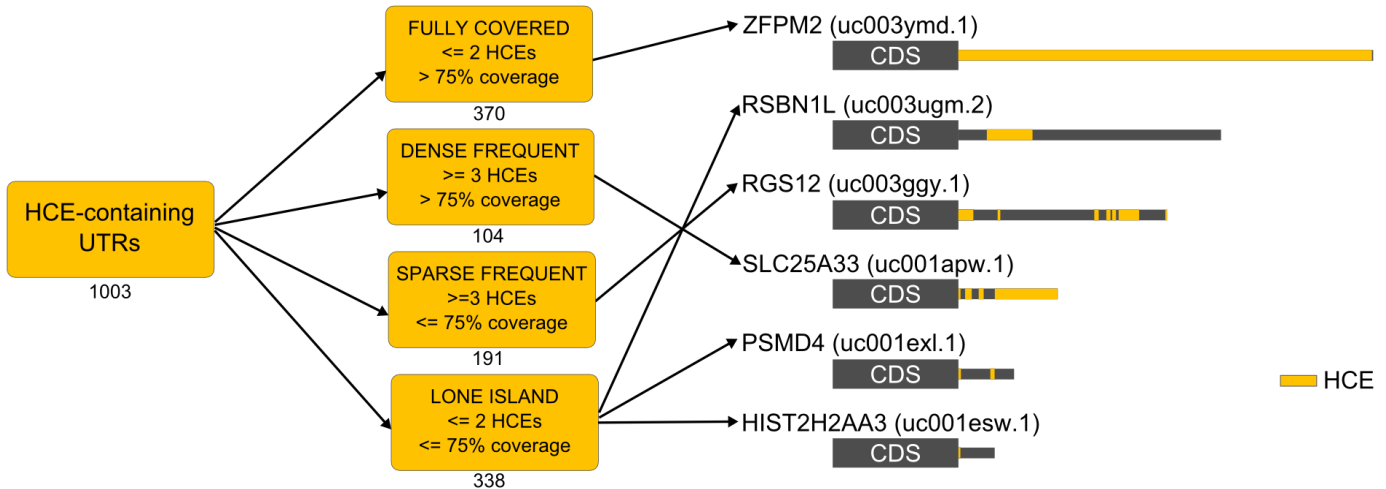 HCE-containing
UTRs
1003
FULLY COVERED
<= 2 HCEs
> 75% coverage
370
DENSE FREQUENT
>= 3 HCEs
> 75% coverage
104
SPARSE FREQUENT
>=3 HCEs
<= 75% coverage
191
LONE ISLAND
<= 2 HCEs
<= 75% coverage
338
ZFPM2 (uc003ymd.1)
CDS
RSBN1L (uc003ugm.2)
CDS
RGS12 (uc003ggy.1)
CDS
SLC25A33 (uc001apw.1)
CDS
PSMD4 (uc001exl.1)
CDS
HIST2H2AA3 (uc001esw.1)
CDS
HCE